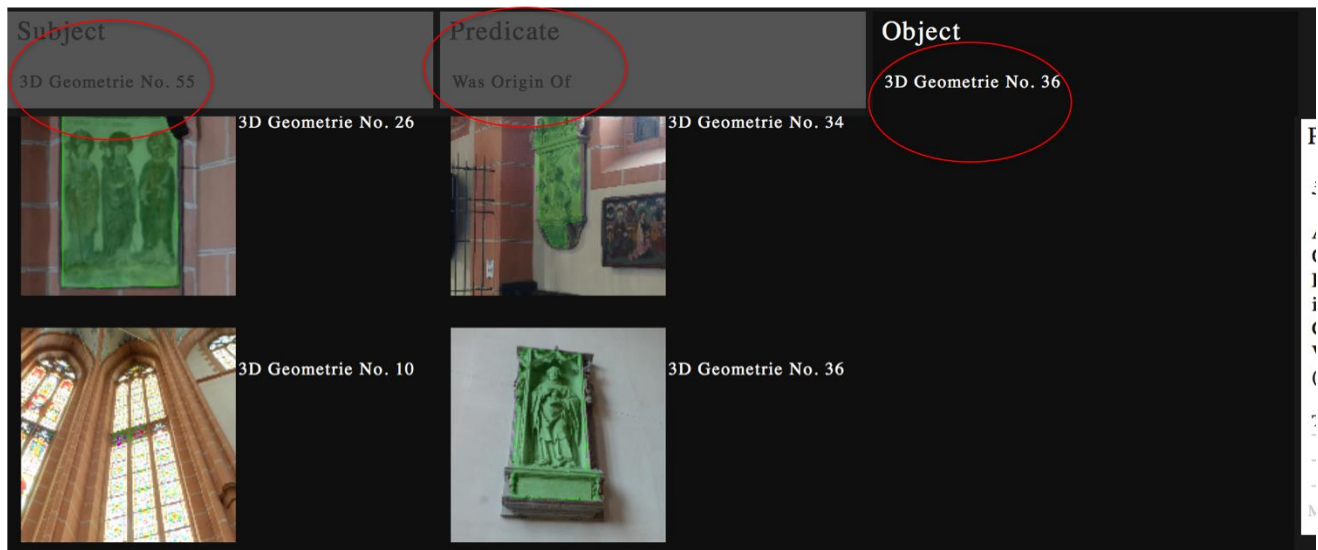 Subject
3D Geometrie No. 55
Predicate
Was Origin Of
Object
3D Geometrie No. 36
3D Geometrie No. 26
3D Geometrie No. 34
3D Geometrie No. 10
3D Geometrie No. 36